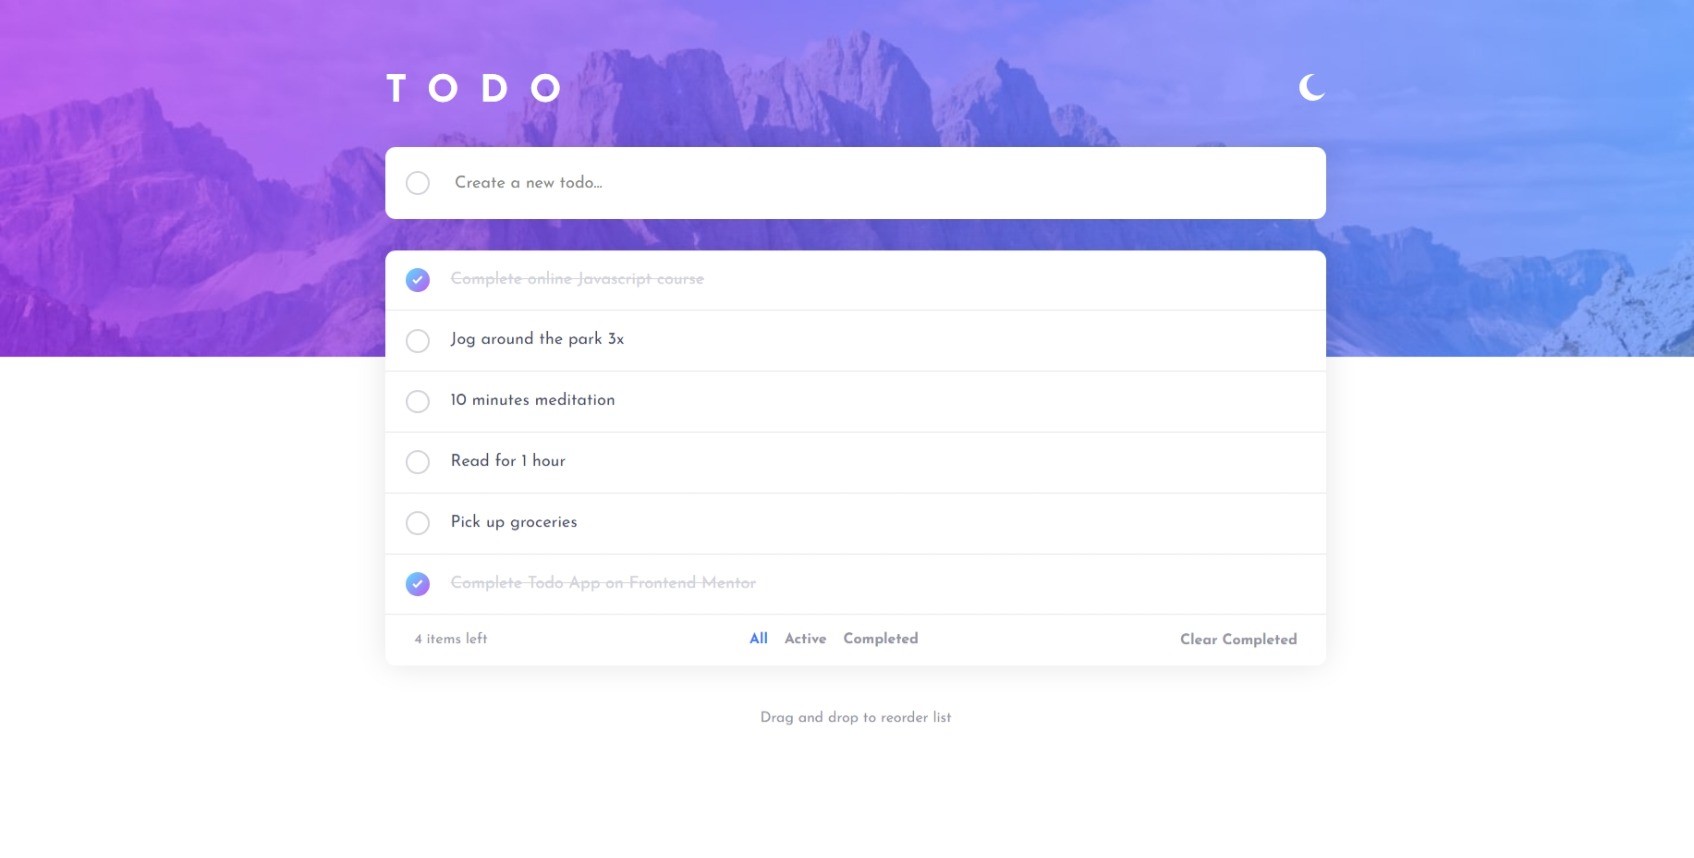 TODO
Create a new todo...
Complete online Javascript course
Jog around the park 3x
10 minutes meditation
Read for 1 hour
Pick up groceries
Complete Todo App on Frontend Mentor
4 items left All Active Completed Clear Completed
Drag and drop to reorder list